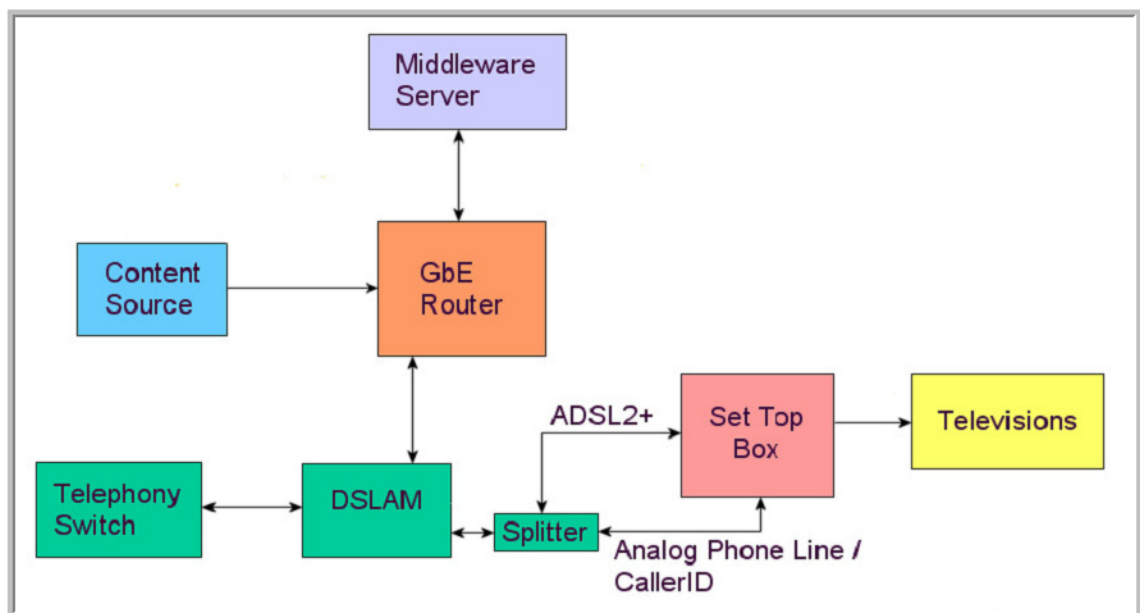 Middleware
Server
Content
Source
GbE
Router
ADSL2+
Set Top
Box
Televisions
Telephony
Switch
DSLAM
Splitter
Analog Phone Line /
CallerID